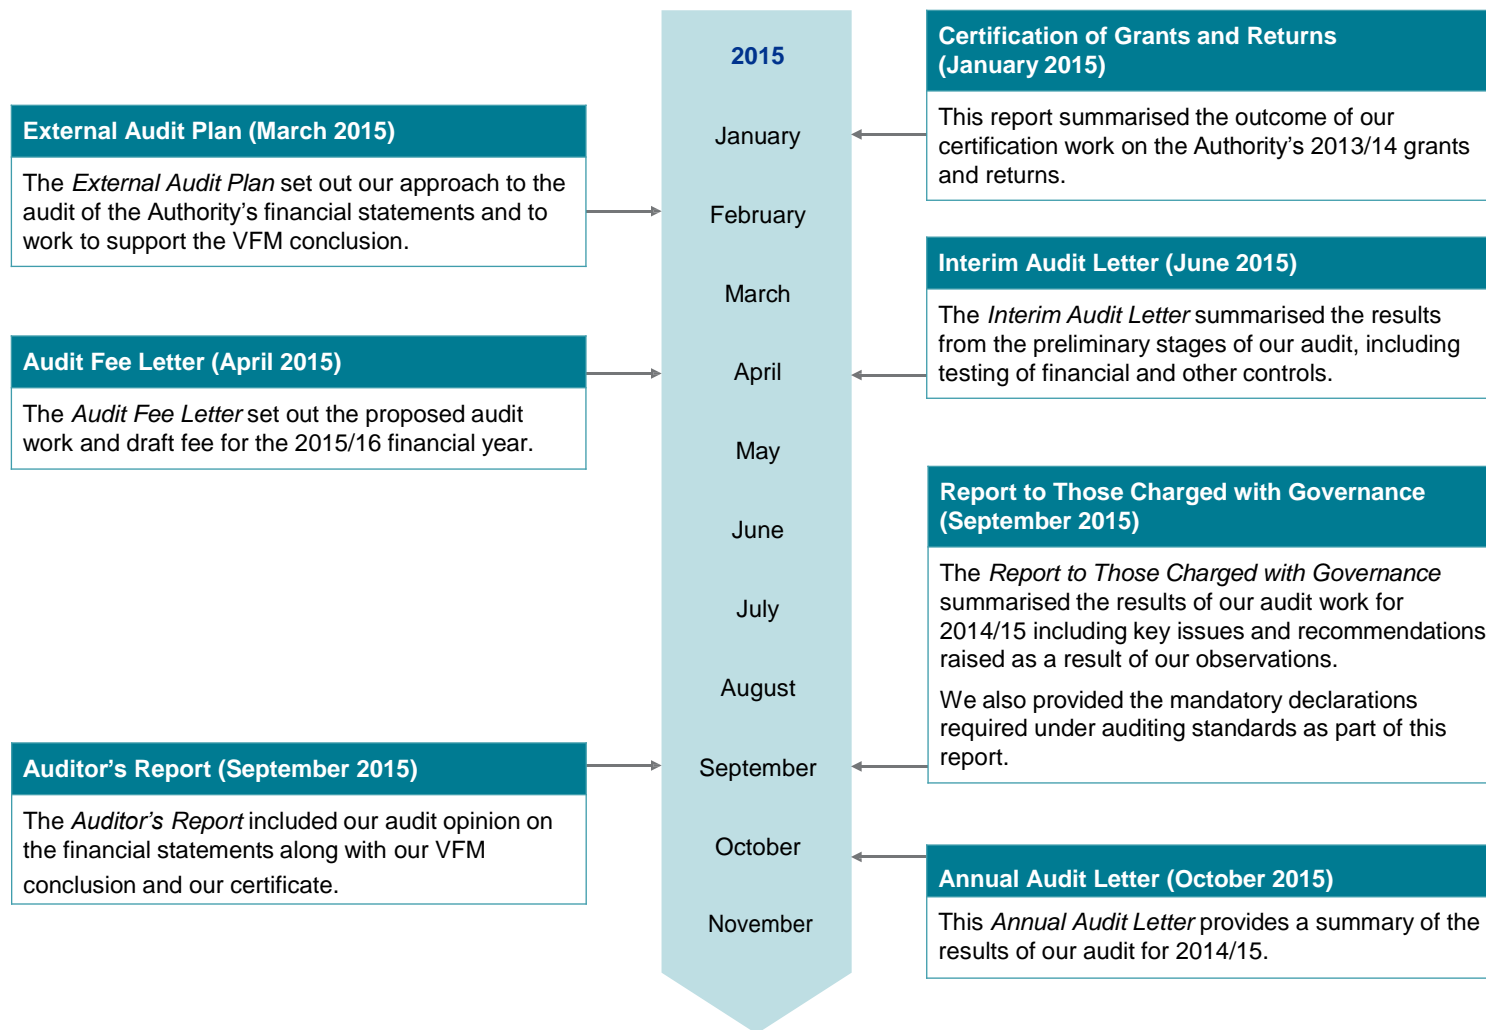 2015
January
February
March
April
May
June
July
August
September
October
November
External Audit Plan (March 2015)
The External Audit Plan set out our approach to the
audit of the Authority’s financial statements and to
work to support the VFM conclusion.
Audit Fee Letter (April 2015)
The Audit Fee Letter set out the proposed audit
work and draft fee for the 2015/16 financial year.
Auditor’s Report (September 2015)
The Auditor’s Report included our audit opinion on
the financial statements along with our VFM
conclusion and our certificate.
Certification of Grants and Returns
(January 2015)
This report summarised the outcome of our
certification work on the Authority’s 2013/14 grants
and returns.
Interim Audit Letter (June 2015)
The Interim Audit Letter summarised the results
from the preliminary stages of our audit, including
testing of financial and other controls.
Report to Those Charged with Governance
(September 2015)
The Report to Those Charged with Governance
summarised the results of our audit work for
2014/15 including key issues and recommendations
raised as a result of our observations.
We also provided the mandatory declarations
required under auditing standards as part of this
report.
Annual Audit Letter (October 2015)
This Annual Audit Letter provides a summary of the
results of our audit for 2014/15.